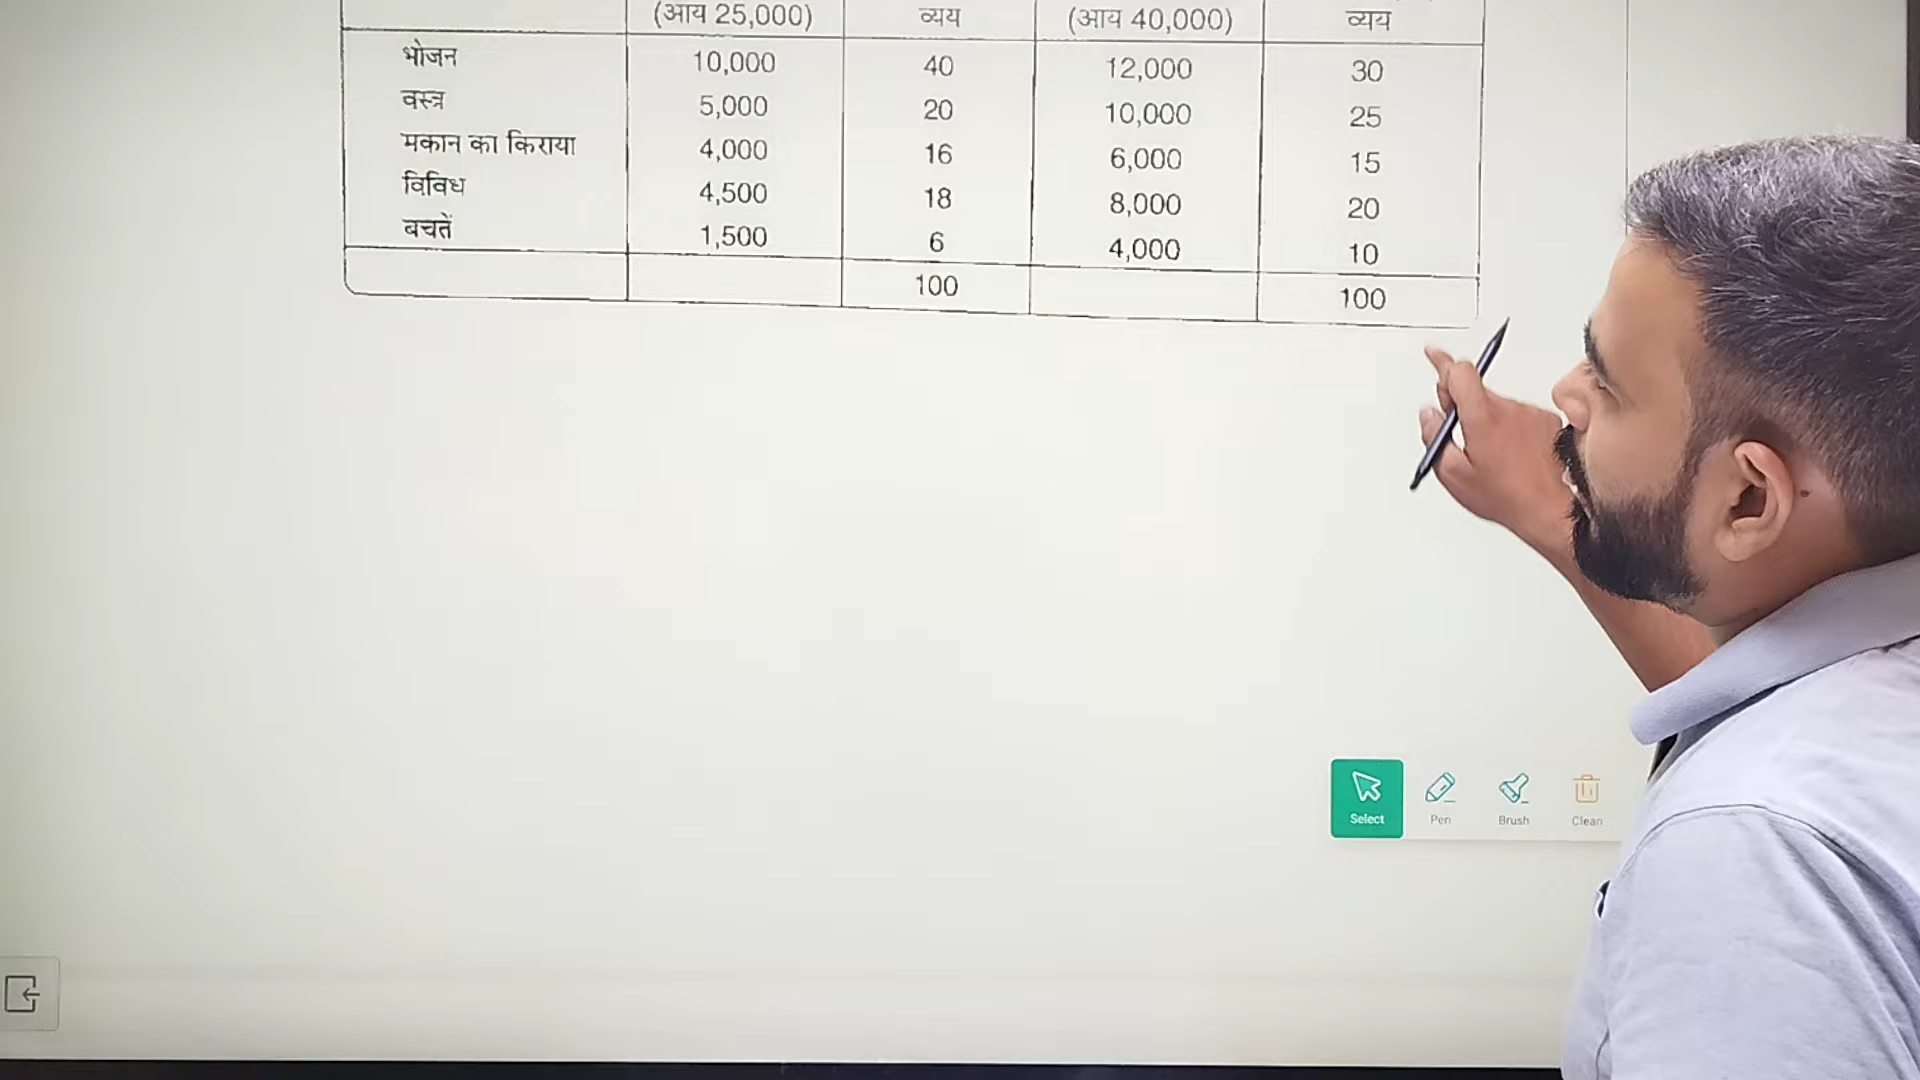 (आय 25,000) व्यय (आय 40,000) व्यय
भोजन 10,000 40 12,000 30
वस्त्र 5,000 20 10,000 25
मकान का किराया 4,000 16 6,000 15
विविध 4,500 18 8,000 20
बचतें 1,500 6 4,000 10
100 100
Select Pen Brush Clean